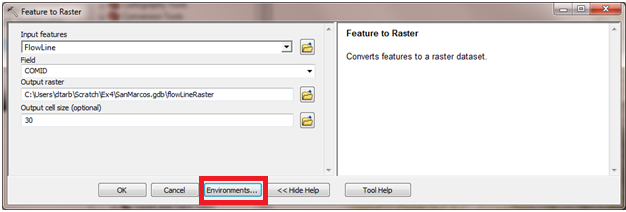 Feature to Raster
Input features
FlowLine
Field
COMID
Output raster
C:\Users\dtarb\Scratch\Ex4\SanMarcos.gdb\flowLineRaster
Output cell size (optional)
30
OK
Cancel
Environments...
<< Hide Help
Feature to Raster
Converts features to a raster dataset.
Tool Help